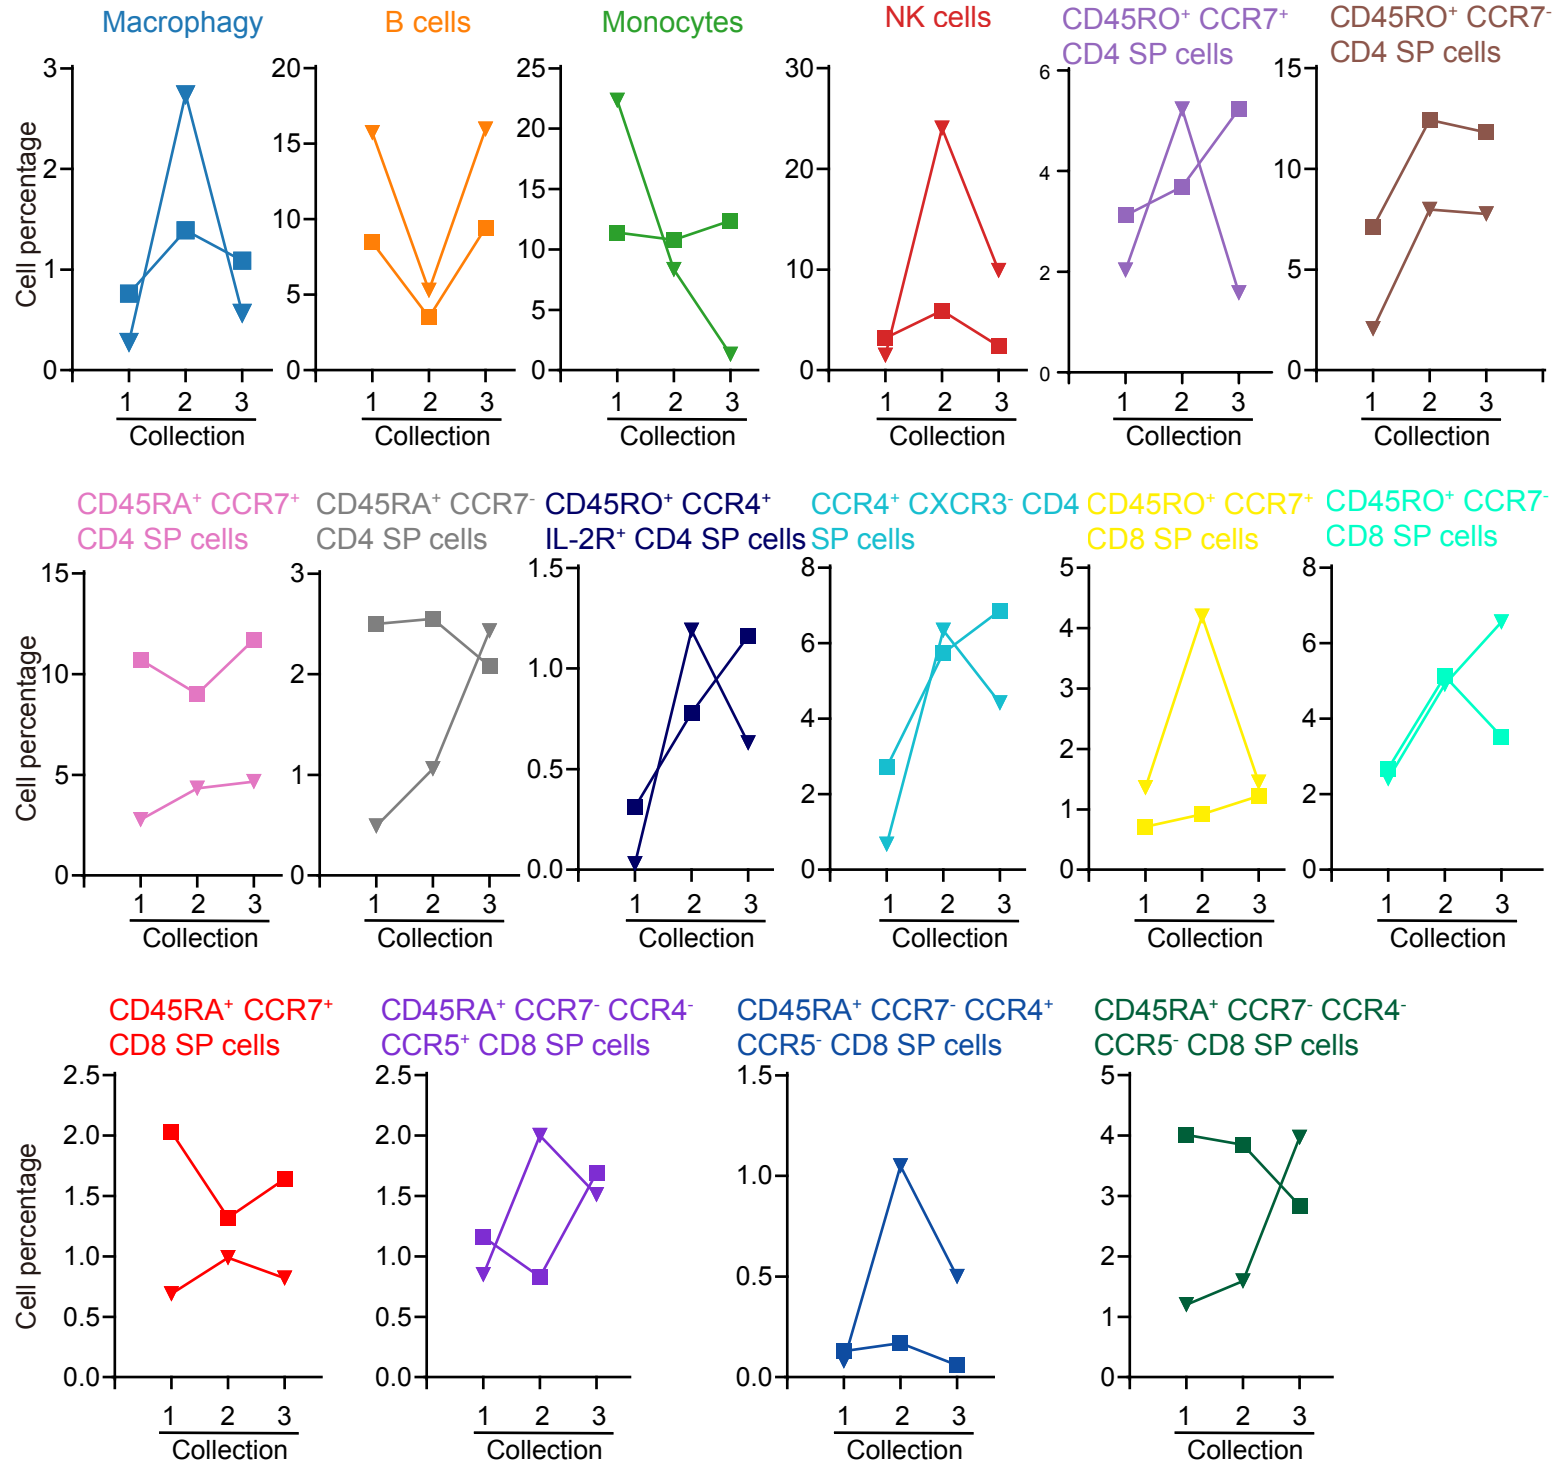 Macrophagy
B cells
Monocytes
NK cells
CD45RO⁺ CCR7⁺
CD4 SP cells
CD45RO⁺ CCR7⁻
CD4 SP cells
Cell percentage
3
2
1
0
1 2 3
Collection
20
15
10
5
0
1 2 3
Collection
25
20
15
10
5
0
1 2 3
Collection
30
20
10
0
1 2 3
Collection
6
4
2
0
1 2 3
Collection
15
10
5
0
1 2 3
Collection
CD45RA⁺ CCR7⁺
CD4 SP cells
CD45RA⁺ CCR7⁻
CD4 SP cells
CD45RO⁺ CCR4⁺
IL-2R⁺ CD4 SP cells
CCR4⁺ CXCR3⁻ CD4
SP cells
CD45RO⁺ CCR7⁺
CD8 SP cells
CD45RO⁺ CCR7⁻
CD8 SP cells
Cell percentage
15
10
5
0
1 2 3
Collection
3
2
1
0
1 2 3
Collection
1.5
1.0
0.5
0.0
1 2 3
Collection
8
6
4
2
0
1 2 3
Collection
5
4
3
2
1
0
1 2 3
Collection
8
6
4
2
0
1 2 3
Collection
CD45RA⁺ CCR7⁺
CD8 SP cells
CD45RA⁺ CCR7⁻ CCR4⁻
CCR5⁺ CD8 SP cells
CD45RA⁺ CCR7⁻ CCR4⁺
CCR5⁻ CD8 SP cells
CD45RA⁺ CCR7⁻ CCR4⁻
CCR5⁻ CD8 SP cells
Cell percentage
2.5
2.0
1.5
1.0
0.5
0.0
1 2 3
Collection
2.5
2.0
1.5
1.0
0.5
0.0
1 2 3
Collection
1.5
1.0
0.5
0.0
1 2 3
Collection
5
4
3
2
1
0
1 2 3
Collection